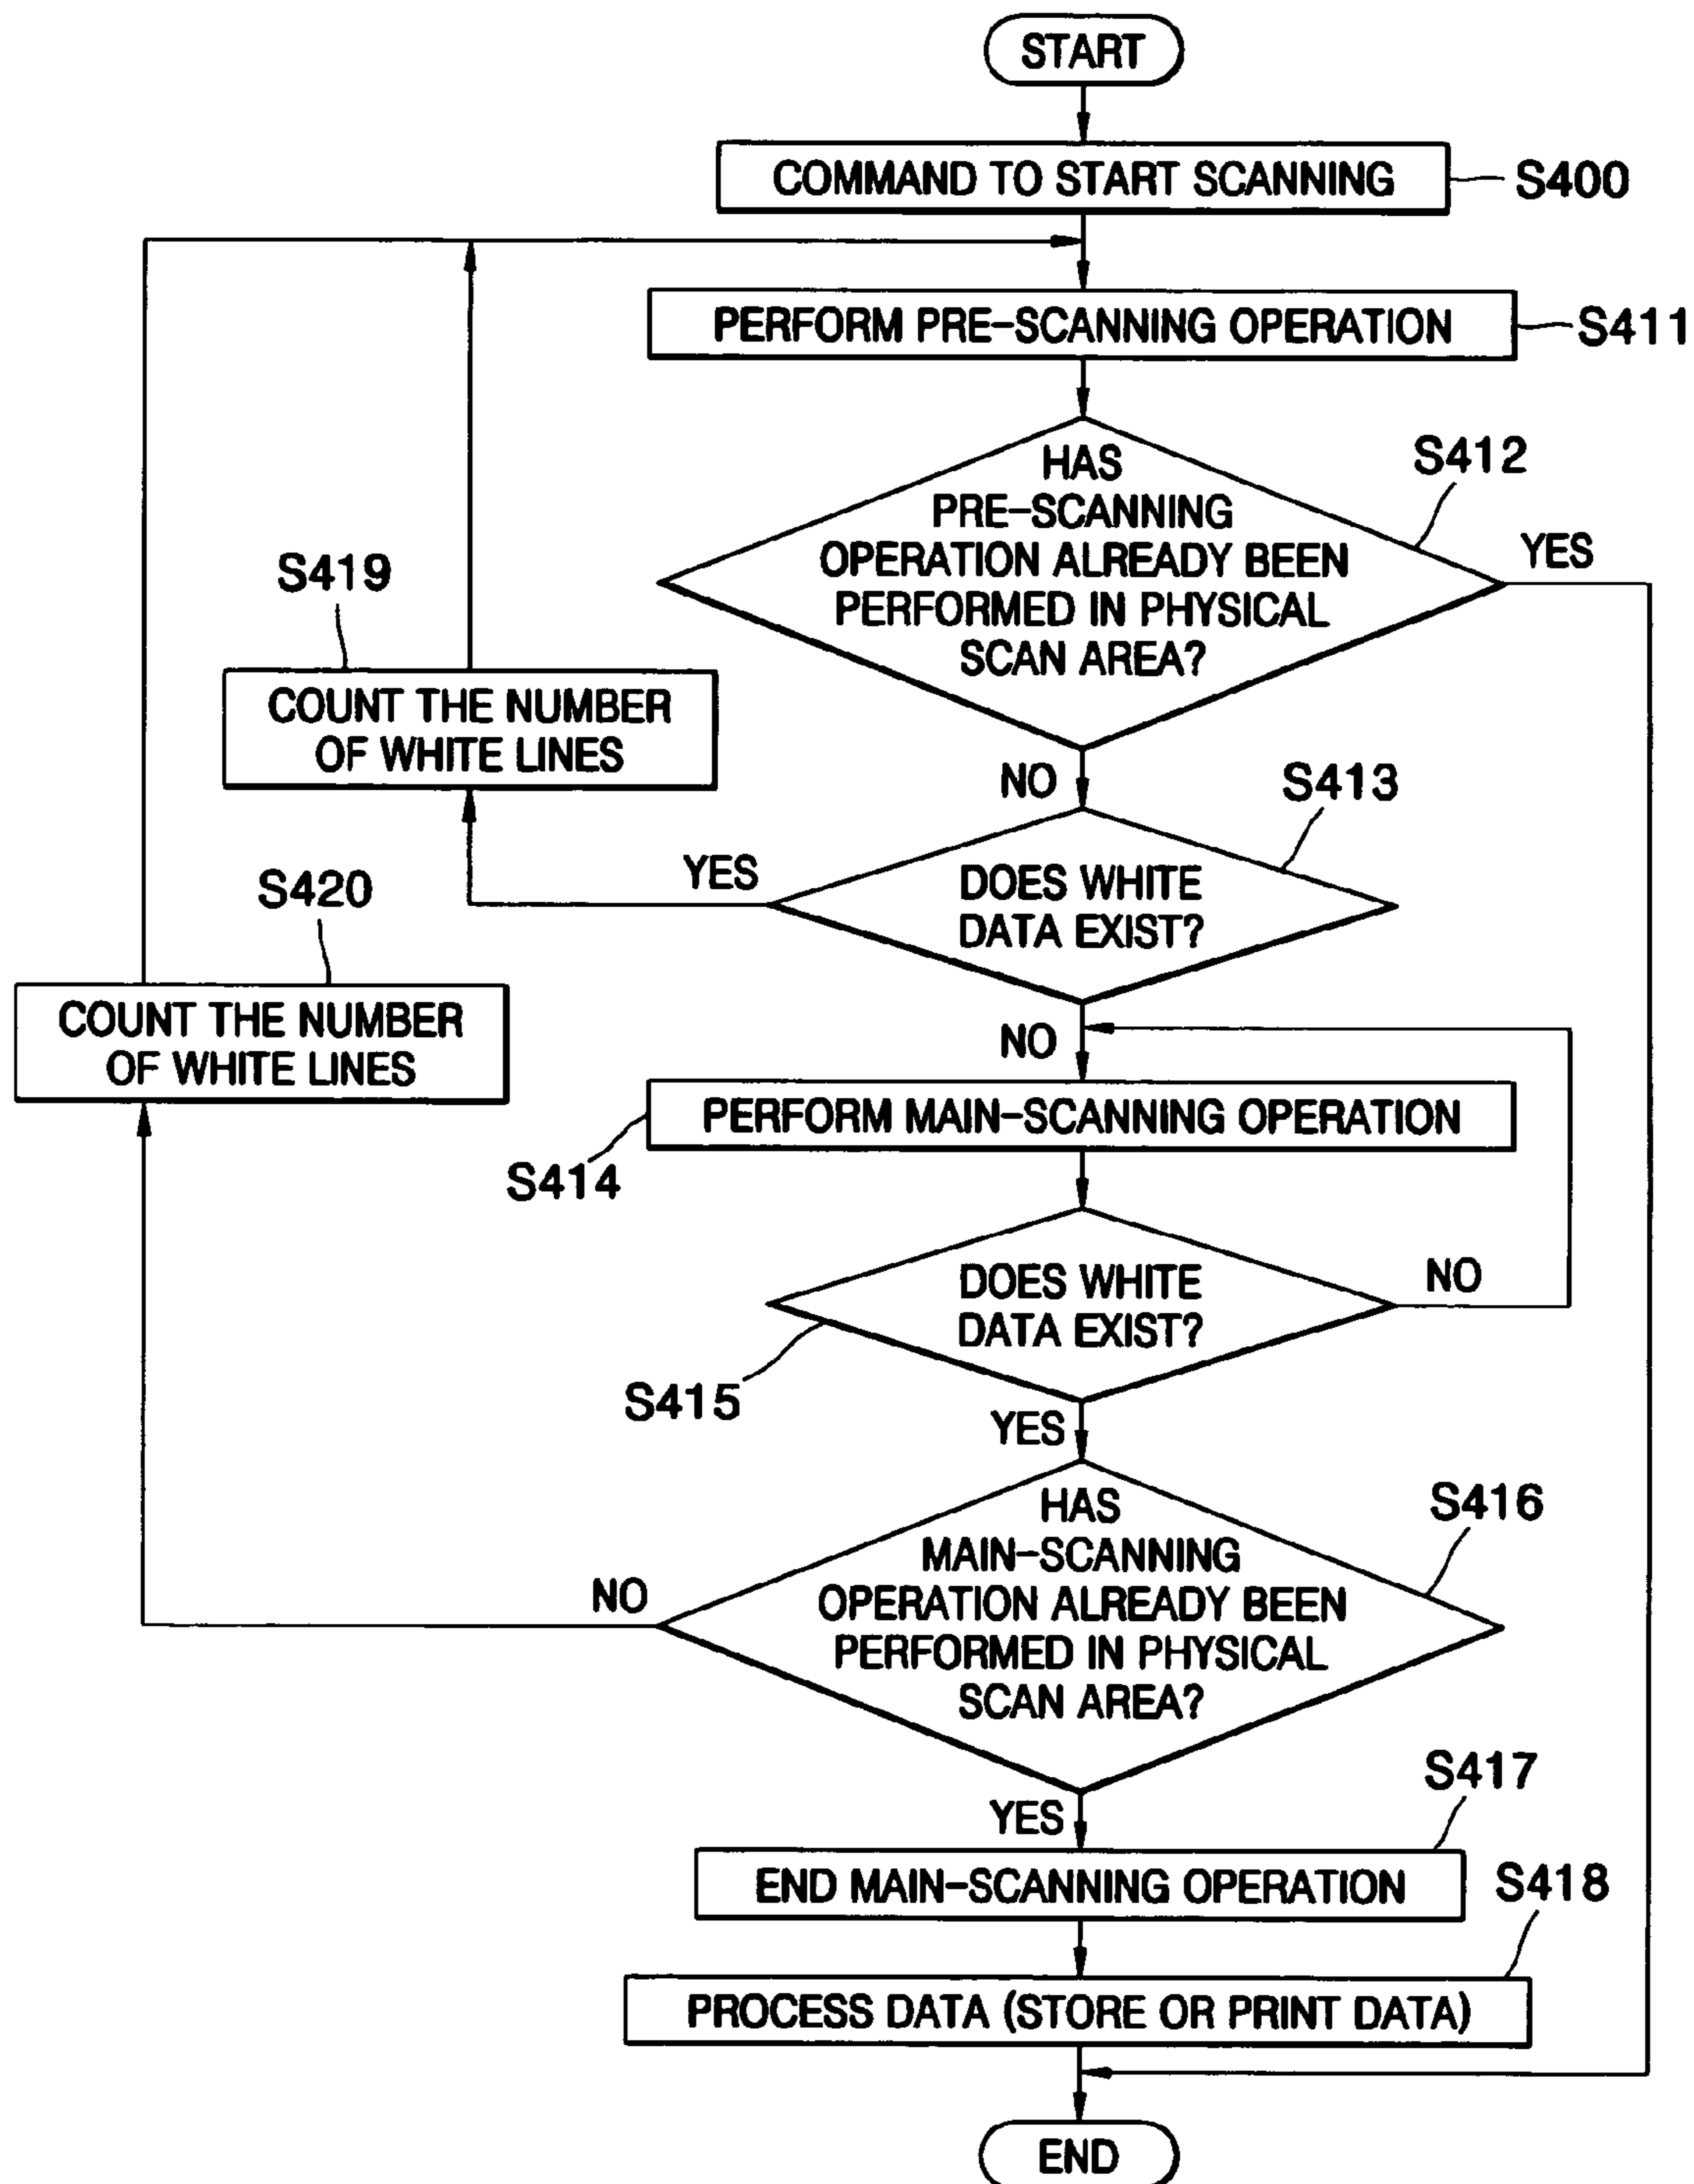 START
COMMAND TO START SCANNING
S400
PERFORM PRE-SCANNING OPERATION
S411
HAS
PRE-SCANNING
OPERATION ALREADY BEEN
PERFORMED IN PHYSICAL
SCAN AREA?
S412
YES
NO
S419
COUNT THE NUMBER
OF WHITE LINES
S413
DOES WHITE
DATA EXIST?
YES
NO
S420
COUNT THE NUMBER
OF WHITE LINES
PERFORM MAIN-SCANNING OPERATION
S414
DOES WHITE
DATA EXIST?
NO
S415
YES
HAS
MAIN-SCANNING
OPERATION ALREADY BEEN
PERFORMED IN PHYSICAL
SCAN AREA?
S416
NO
YES
S417
END MAIN-SCANNING OPERATION
S418
PROCESS DATA (STORE OR PRINT DATA)
END